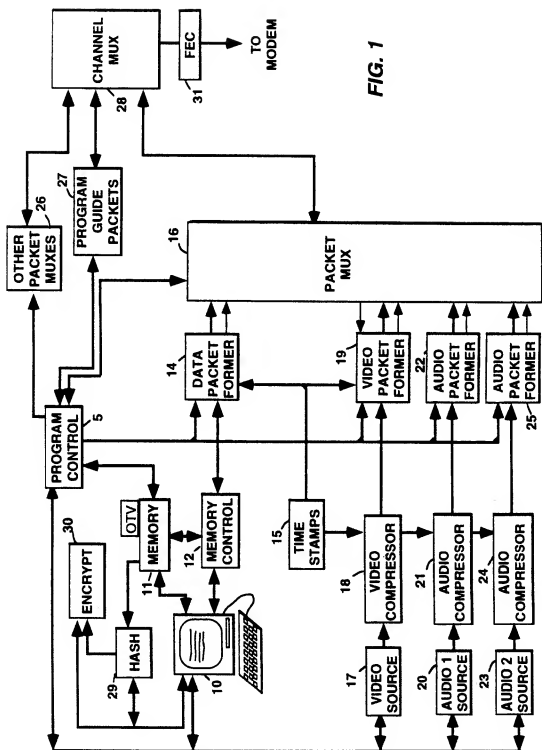 FIG. 1
CHANNEL
MUX
28
FEC
31
TO
MODEM
OTHER
PACKET
MUXES
26
PROGRAM
GUIDE
PACKETS
27
PACKET
MUX
16
PROGRAM
CONTROL
5
DATA
PACKET
FORMER
14
VIDEO
PACKET
FORMER
19
AUDIO
PACKET
FORMER
22
AUDIO
PACKET
FORMER
25
ENCRYPT
30
HASH
29
OTV
MEMORY
11
MEMORY
CONTROL
12
10
TIME
STAMPS
15
VIDEO
COMPRESSOR
18
AUDIO
COMPRESSOR
21
AUDIO
COMPRESSOR
24
VIDEO
SOURCE
17
AUDIO 1
SOURCE
20
AUDIO 2
SOURCE
23